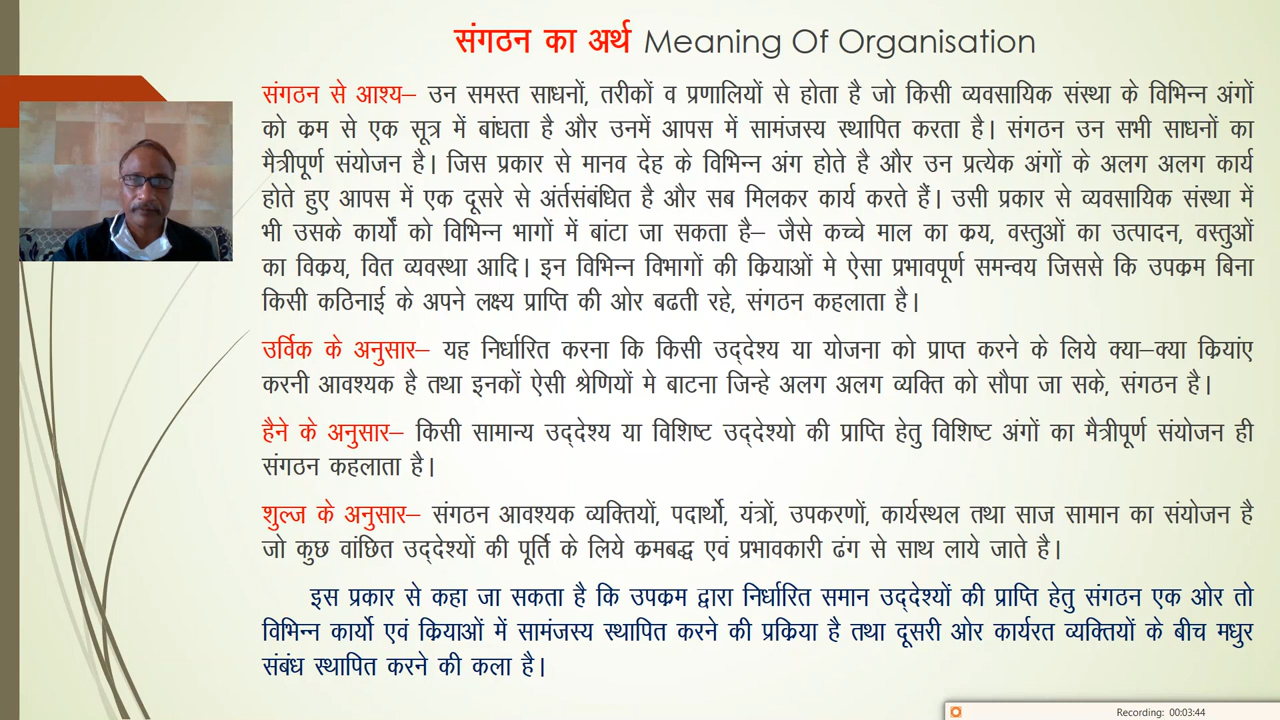 संगठन का अर्थ Meaning Of Organisation
संगठन से आश्य– उन समस्त साधनों, तरीकों व प्रणालियों से होता है जो किसी व्यवसायिक संस्था के विभिन्न अंगों
को क्रम से एक सूत्र में बांधता है और उनमें आपस में सामंजस्य स्थापित करता है। संगठन उन सभी साधनों का
मैत्रीपूर्ण संयोजन है। जिस प्रकार से मानव देह के विभिन्न अंग होते है और उन प्रत्येक अंगों के अलग अलग कार्य
होते हुए आपस में एक दूसरे से अंर्तसंबंधित है और सब मिलकर कार्य करते हैं। उसी प्रकार से व्यवसायिक संस्था में
भी उसके कार्यों को विभिन्न भागों में बांटा जा सकता है– जैसे कच्चे माल का क्रय, वस्तुओं का उत्पादन, वस्तुओं
का विक्रय, वित व्यवस्था आदि। इन विभिन्न विभागों की क्रियाओं मे ऐसा प्रभावपूर्ण समन्वय जिससे कि उपक्रम बिना
किसी कठिनाई के अपने लक्ष्य प्राप्ति की ओर बढती रहे, संगठन कहलाता है।
उर्विक के अनुसार– यह निर्धारित करना कि किसी उद्देश्य या योजना को प्राप्त करने के लिये क्या–क्या क्रियांए
करनी आवश्यक है तथा इनकों ऐसी श्रेणियों मे बाटना जिन्हे अलग अलग व्यक्ति को सौपा जा सके, संगठन है।
हैने के अनुसार– किसी सामान्य उद्देश्य या विशिष्ट उद्देश्यो की प्राप्ति हेतु विशिष्ट अंगों का मैत्रीपूर्ण संयोजन ही
संगठन कहलाता है।
शुल्ज के अनुसार– संगठन आवश्यक व्यक्तियों, पदार्थो, यंत्रों, उपकरणों, कार्यस्थल तथा साज सामान का संयोजन है
जो कुछ वांछित उद्देश्यों की पूर्ति के लिये क्रमबद्ध एवं प्रभावकारी ढंग से साथ लाये जाते है।
इस प्रकार से कहा जा सकता है कि उपक्रम द्वारा निर्धारित समान उद्देश्यों की प्राप्ति हेतु संगठन एक ओर तो
विभिन्न कार्यो एवं क्रियाओं में सामंजस्य स्थापित करने की प्रक्रिया है तथा दूसरी ओर कार्यरत व्यक्तियों के बीच मधुर
संबंध स्थापित करने की कला है।
Recording: 00:03:44